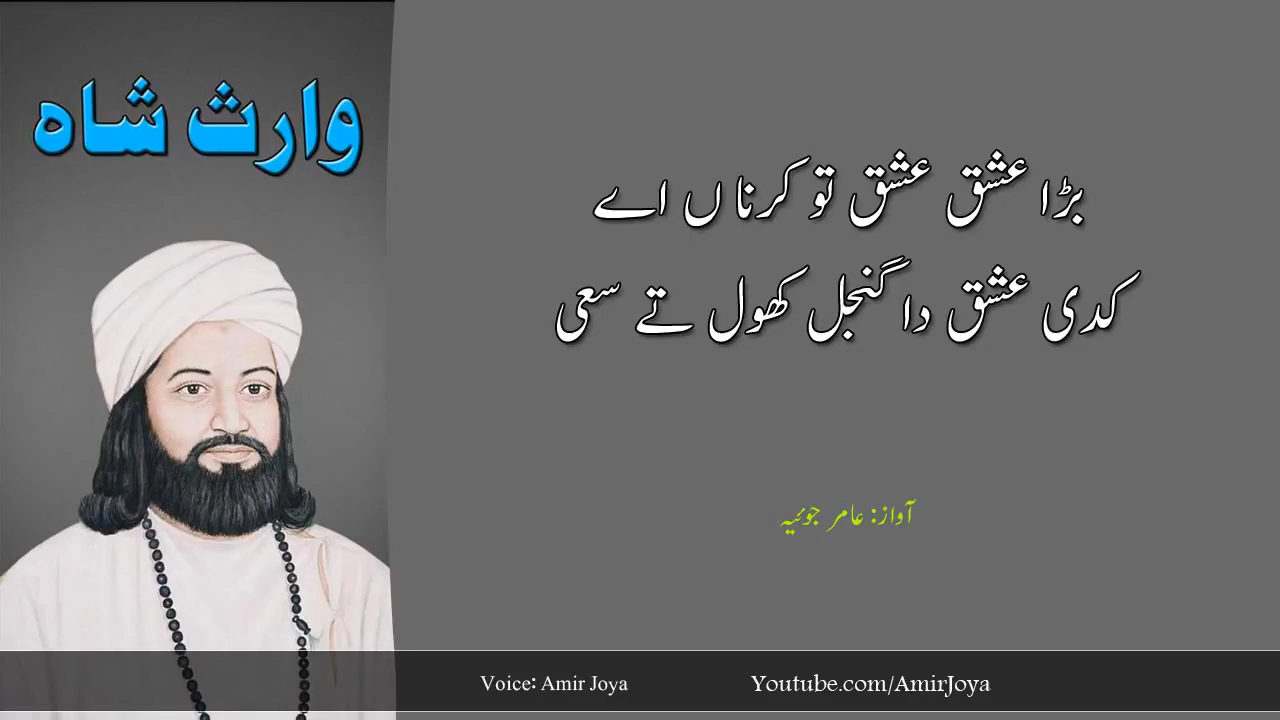 وارث شاہ
بڑا عشق عشق تو کرناں اے
کدی عشق دا گنجل کھول تے سعی
آواز: عامر جوئیہ
Voice: Amir Joya
Youtube.com/AmirJoya